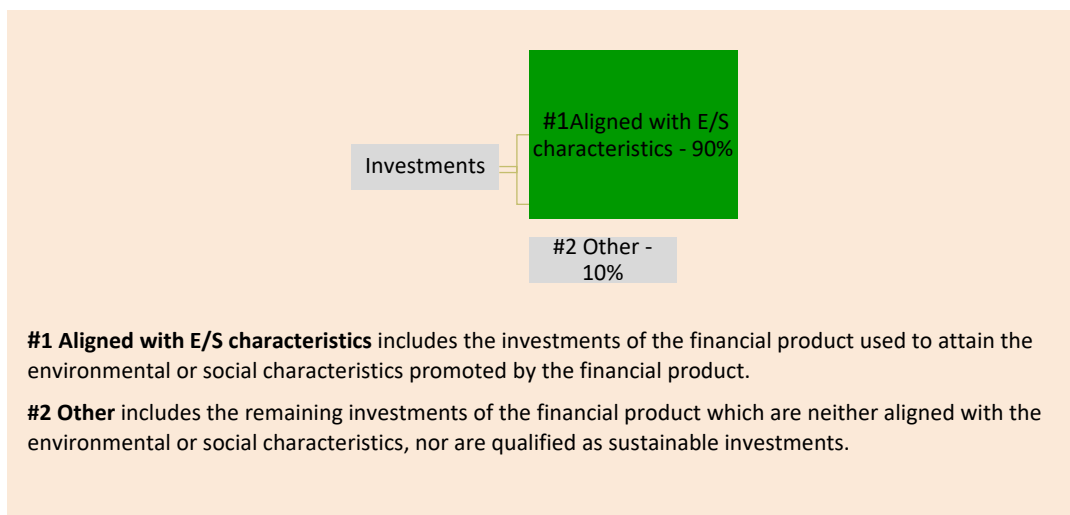 #1Aligned with E/S
characteristics - 90%
Investments
#2 Other -
10%
#1 Aligned with E/S characteristics includes the investments of the financial product used to attain the
environmental or social characteristics promoted by the financial product.
#2 Other includes the remaining investments of the financial product which are neither aligned with the
environmental or social characteristics, nor are qualified as sustainable investments.